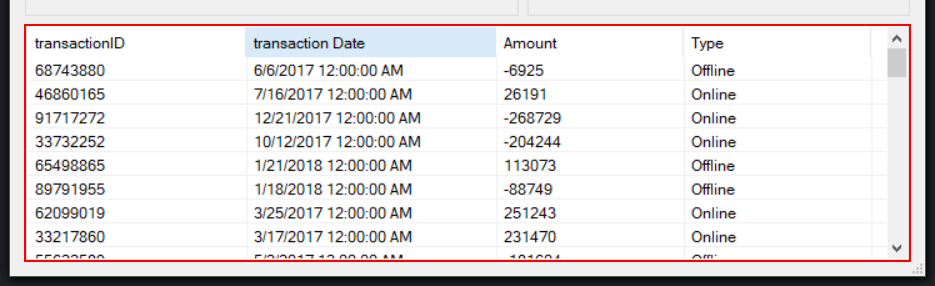 transactionID transaction Date Amount Type
68743880 6/6/2017 12:00:00 AM -6925 Offline
46860165 7/16/2017 12:00:00 AM 26191 Online
91717272 12/21/2017 12:00:00 AM -268729 Online
33732252 10/12/2017 12:00:00 AM -204244 Online
65498865 1/21/2018 12:00:00 AM 113073 Offline
89791955 1/18/2018 12:00:00 AM -88749 Offline
62099019 3/25/2017 12:00:00 AM 251243 Online
33217860 3/17/2017 12:00:00 AM 231470 Online